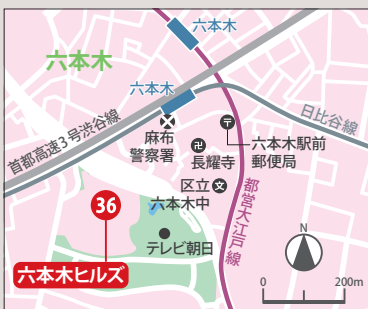 六本木
六本木
六本木
首都高速3号渋谷線
日比谷線
麻布
警察署
六本木駅前
郵便局
長耀寺
区立
六本木中
都営大江戸線
36
テレビ朝日
六本木ヒルズ
N
0 200m